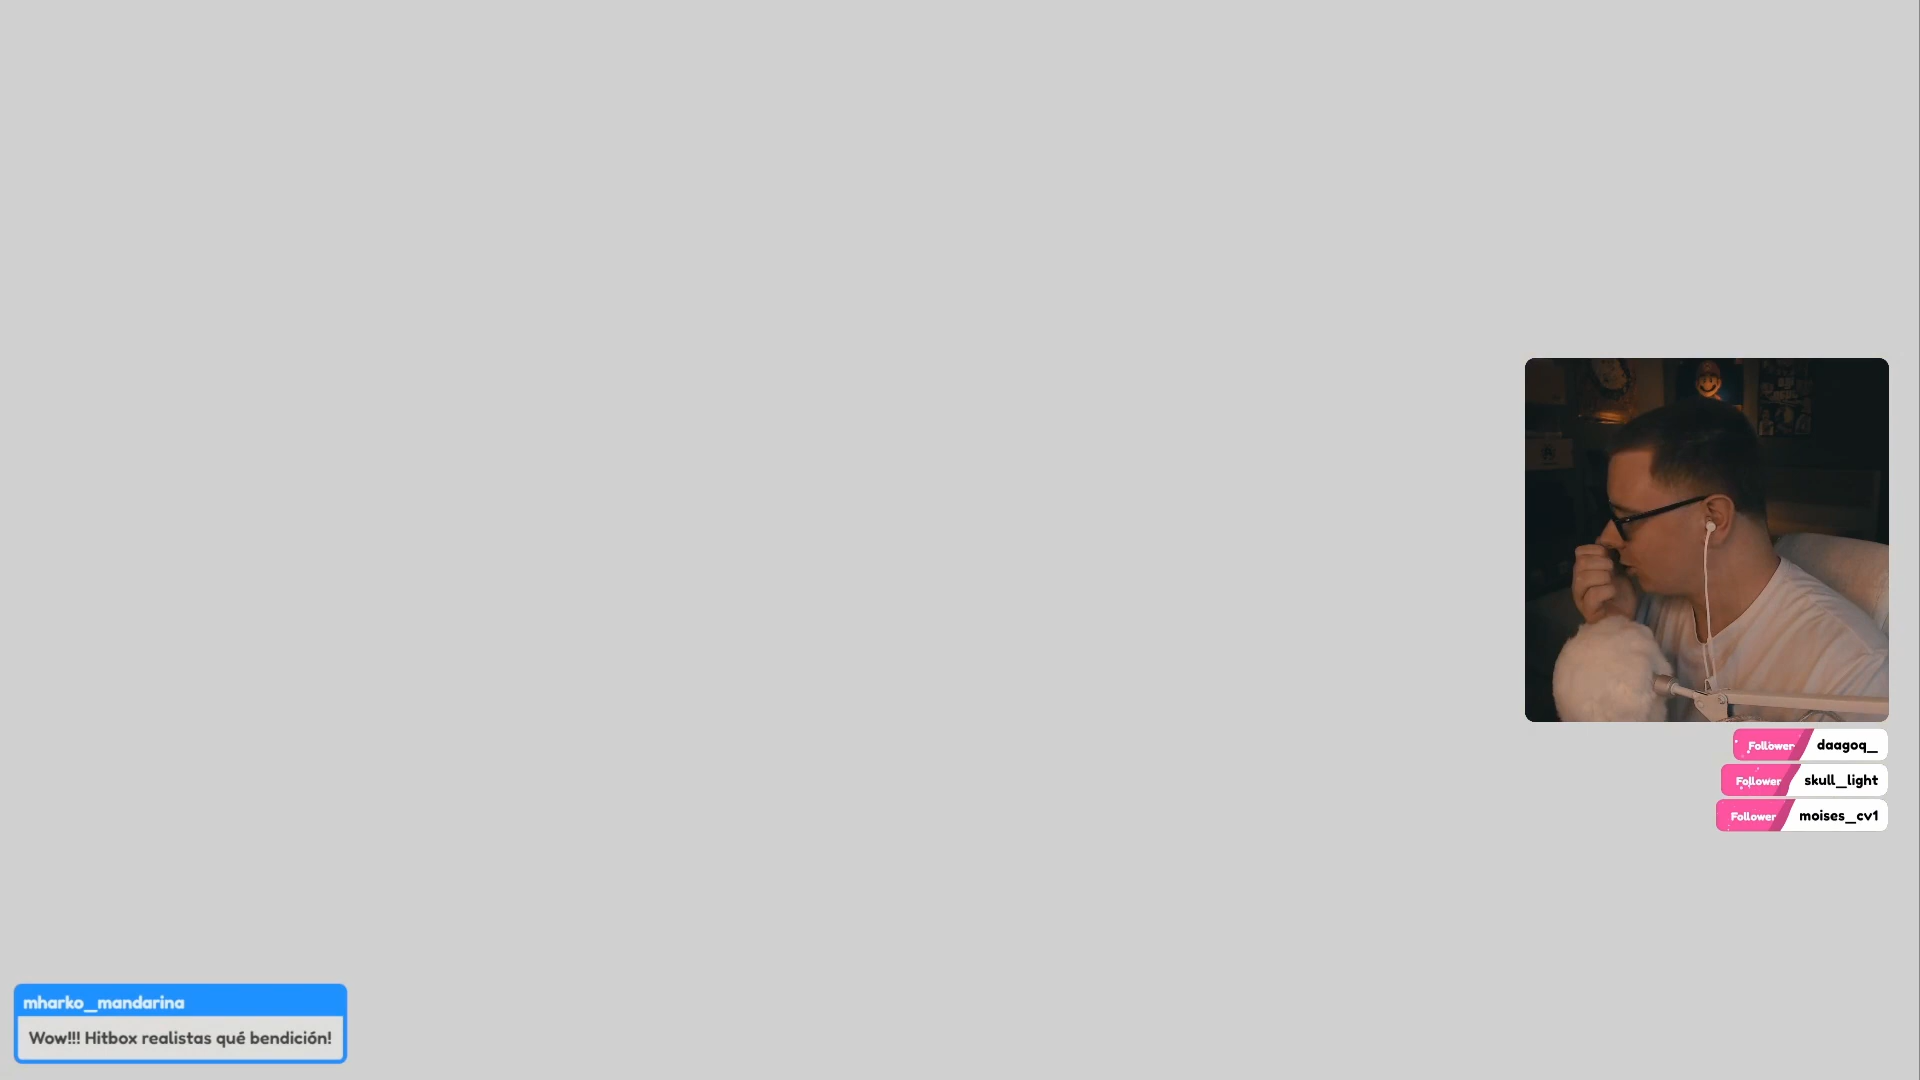 Follower daagoq_
Follower skull_light
Follower moises_cv1
mharko_mandarina
Wow!!! Hitbox realistas qué bendición!